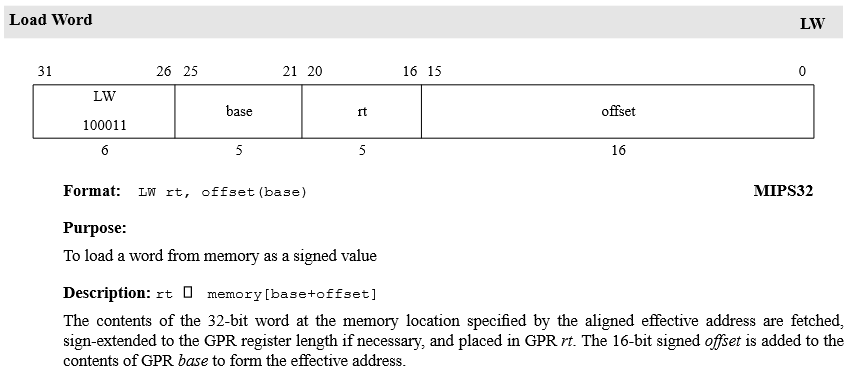 Load Word
LW
31 26 25 21 20 16 15 0
LW
100011
base rt offset
6 5 5 16
Format: LW rt, offset(base) MIPS32
Purpose:
To load a word from memory as a signed value
Description: rt ▯ memory[base+offset]
The contents of the 32-bit word at the memory location specified by the aligned effective address are fetched,
sign-extended to the GPR register length if necessary, and placed in GPR rt. The 16-bit signed offset is added to the
contents of GPR base to form the effective address.